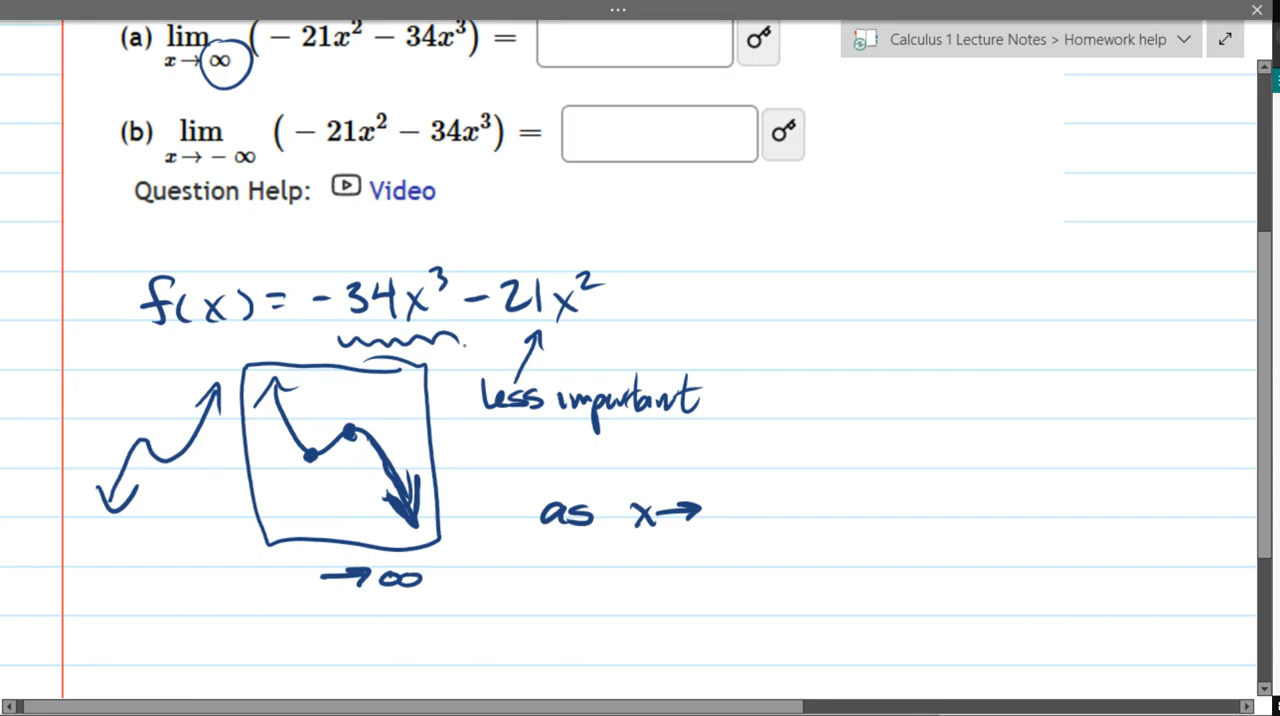 Calculus 1 Lecture Notes > Homework help
(a) lim x→∞ (− 21x² − 34x³) =
(b) lim x→ − ∞ (− 21x² − 34x³) =
Question Help: Video
f(x) = -34x³ - 21x²
less important
as x→
→∞